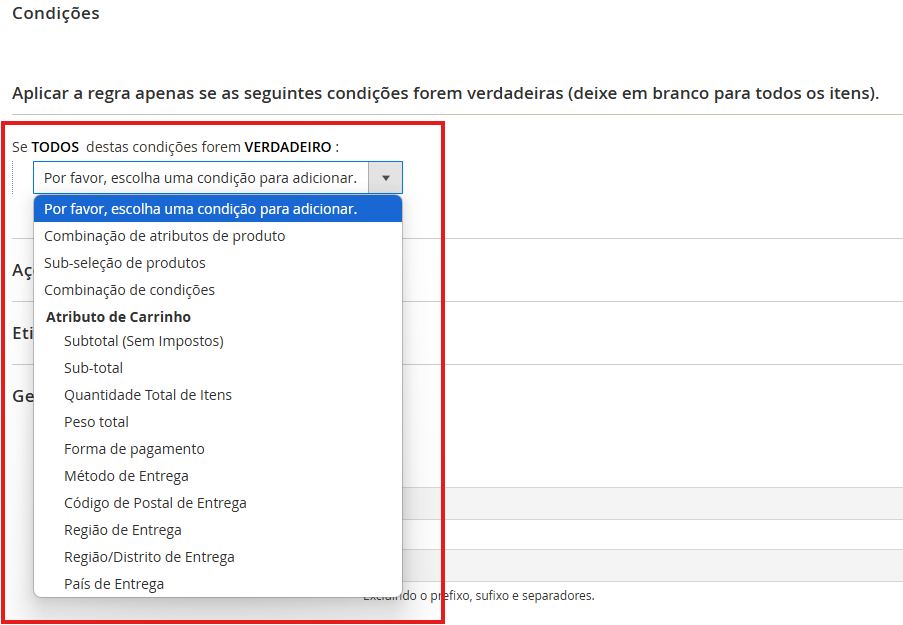 Condições
Aplicar a regra apenas se as seguintes condições forem verdadeiras (deixe em branco para todos os itens).
Se TODOS destas condições forem VERDADEIRO :
Por favor, escolha uma condição para adicionar.
Por favor, escolha uma condição para adicionar.
Combinação de atributos de produto
Sub-seleção de produtos
Combinação de condições
Atributo de Carrinho
Subtotal (Sem Impostos)
Sub-total
Quantidade Total de Itens
Peso total
Forma de pagamento
Método de Entrega
Código de Postal de Entrega
Região de Entrega
Região/Distrito de Entrega
País de Entrega
o prefixo, sufixo e separadores.